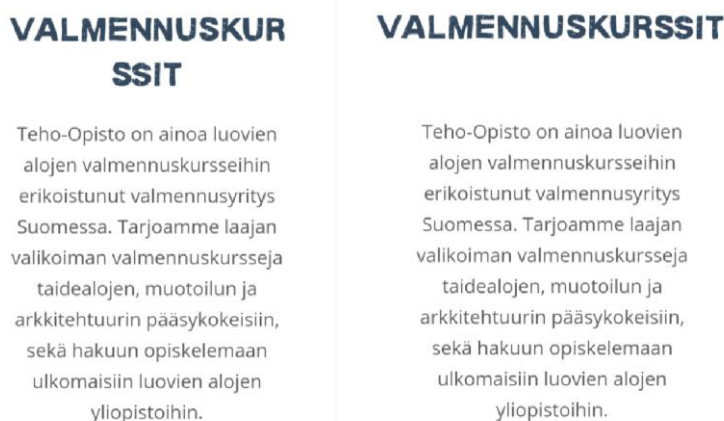 VALMENNUSKUR
SSIT
Teho-Opisto on ainoa luovien
alojen valmennuskursseihin
erikoistunut valmennusyritys
Suomessa. Tarjoamme laajan
valikoiman valmennuskursseja
taidealojen, muotoilun ja
arkkitehtuurin pääsykokeisiin,
sekä hakuun opiskelemaan
ulkomaisiin luovien alojen
yliopistoihin.
VALMENNUSKURSSIT
Teho-Opisto on ainoa luovien
alojen valmennuskursseihin
erikoistunut valmennusyritys
Suomessa. Tarjoamme laajan
valikoiman valmennuskursseja
taidealojen, muotoilun ja
arkkitehtuurin pääsykokeisiin,
sekä hakuun opiskelemaan
ulkomaisiin luovien alojen
yliopistoihin.